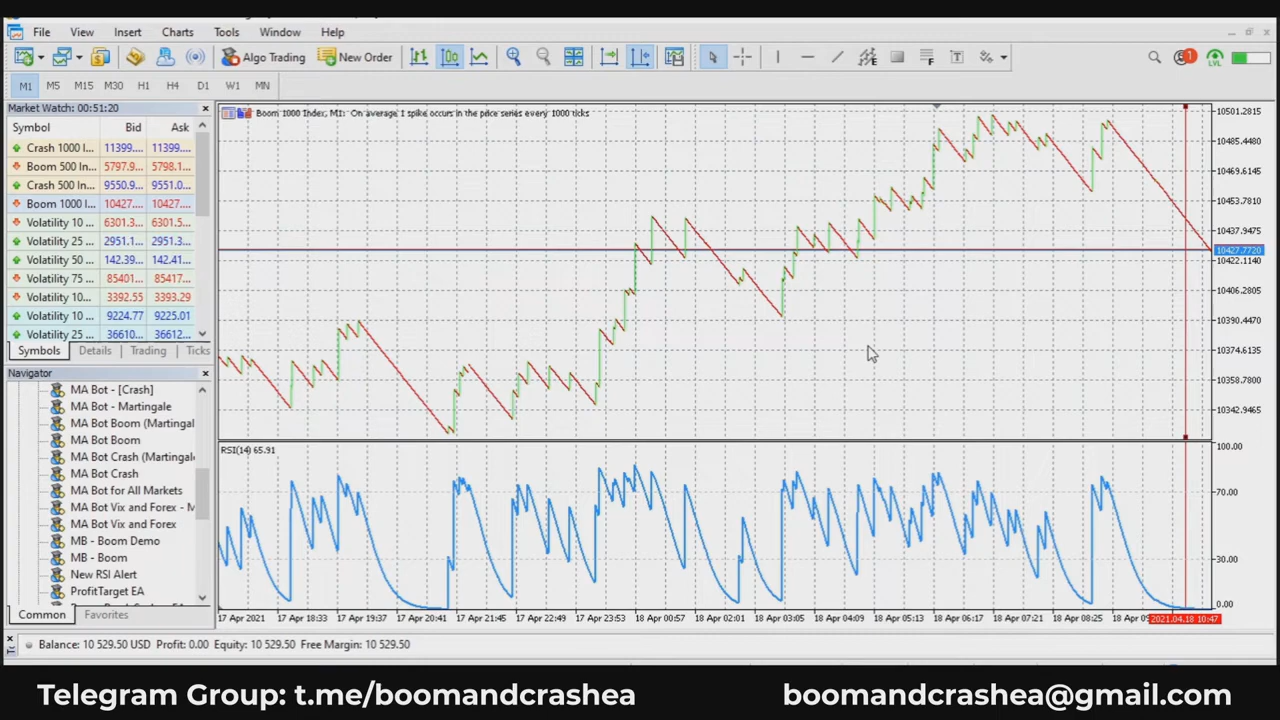 File View Insert Charts Tools Window Help
Algo Trading New Order
M1 M5 M15 M30 H1 H4 D1 W1 MN
Market Watch: 00:51:20
Symbol Bid Ask
Crash 1000 I... 11399.... 11399....
Boom 500 In... 5797.9... 5798.1...
Crash 500 In... 9550.9... 9551.0...
Boom 1000 I... 10427.... 10427....
Volatility 10 ... 6301.3... 6301.5...
Volatility 25 ... 2951.1... 2951.3...
Volatility 50 ... 142.39... 142.41...
Volatility 75 ... 85401... 85417...
Volatility 10... 3392.55 3393.29
Volatility 10 ... 9224.77 9225.01
Volatility 25 ... 36610... 36612...
Symbols Details Trading Ticks
Navigator
MA Bot - [Crash]
MA Bot - Martingale
MA Bot Boom (Martingal
MA Bot Boom
MA Bot Crash (Martingale
MA Bot Crash
MA Bot for All Markets
MA Bot Vix and Forex - M
MA Bot Vix and Forex
MB - Boom Demo
MB - Boom
New RSI Alert
ProfitTarget EA
Common Favorites
Boom 1000 Index, M1: On average 1 spike occurs in the price series every 1000 ticks
10501.2815
10485.4480
10469.6145
10453.7810
10437.9475
10427.7720
10422.1140
10406.2805
10390.4470
10374.6135
10358.7800
10342.9465
RSI(14) 65.91
100.00
70.00
30.00
0.00
17 Apr 2021 17 Apr 18:33 17 Apr 19:37 17 Apr 20:41 17 Apr 21:45 17 Apr 22:49 17 Apr 23:53 18 Apr 00:57 18 Apr 02:01 18 Apr 03:05 18 Apr 04:09 18 Apr 05:13 18 Apr 06:17 18 Apr 07:21 18 Apr 08:25 18 Apr 09 2021.04.18 10:47
Balance: 10 529.50 USD Profit: 0.00 Equity: 10 529.50 Free Margin: 10 529.50
Telegram Group: t.me/boomandcrashea boomandcrashea@gmail.com